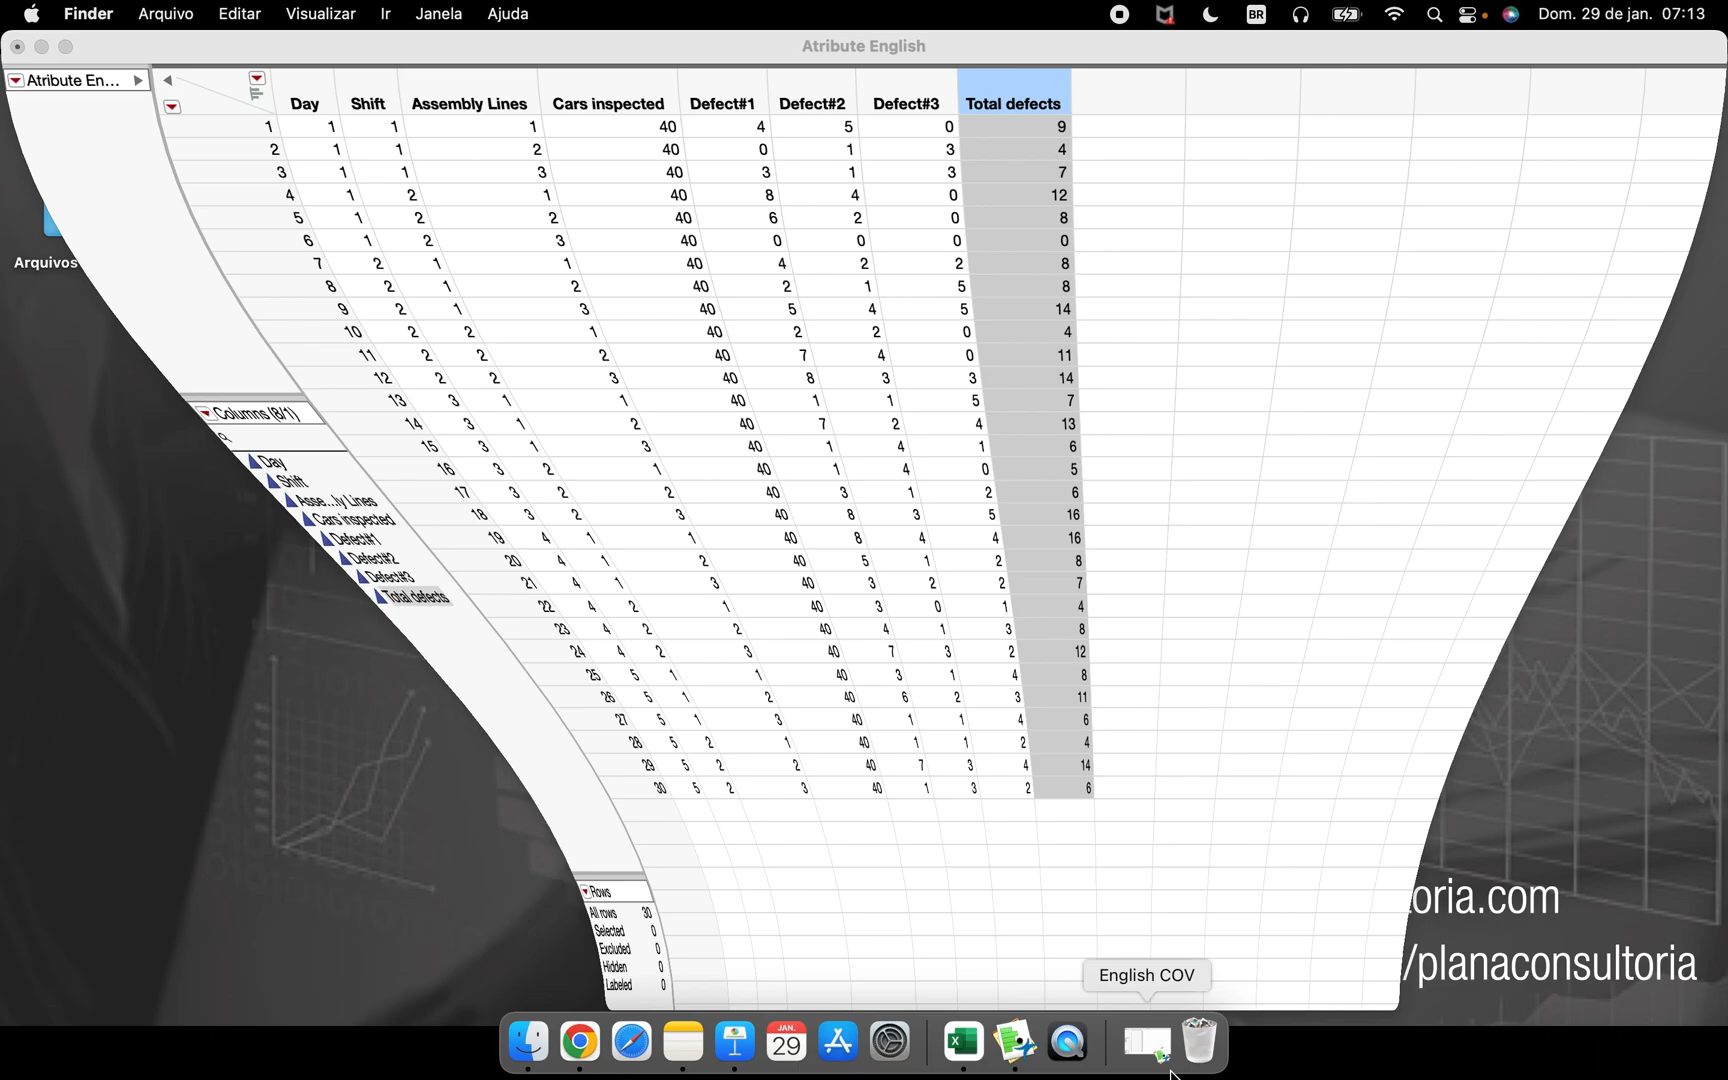 Finder Arquivo Editar Visualizar Ir Janela Ajuda BR Dom. 29 de jan. 07:13
Atribute English
Atribute En...
Day Shift Assembly Lines Cars inspected Defect#1 Defect#2 Defect#3 Total defects
1 1 1 1 40 4 5 0 9
2 1 1 2 40 0 1 3 4
3 1 1 3 40 3 1 3 7
4 1 2 1 40 8 4 0 12
5 1 2 2 40 6 2 0 8
6 1 2 3 40 0 0 0 0
7 2 1 1 40 4 2 2 8
8 2 1 2 40 2 1 5 8
9 2 1 3 40 5 4 5 14
10 2 2 1 40 2 2 0 4
11 2 2 2 40 7 4 0 11
12 2 2 3 40 8 3 3 14
13 3 1 1 40 1 1 5 7
14 3 1 2 40 7 2 4 13
15 3 1 3 40 1 4 1 6
16 3 2 1 40 1 4 0 5
17 3 2 2 40 3 1 2 6
18 3 2 3 40 8 3 5 16
19 4 1 1 40 8 4 4 16
20 4 1 2 40 5 1 2 8
21 4 1 3 40 3 2 2 7
22 4 2 1 40 3 0 1 4
23 4 2 2 40 4 1 3 8
24 4 2 3 40 7 3 2 12
25 5 1 1 40 3 1 4 8
26 5 1 2 40 6 2 3 11
27 5 1 3 40 1 1 4 6
28 5 2 1 40 1 1 2 4
29 5 2 2 40 7 3 4 14
30 5 2 3 40 1 3 2 6
Arquivos
Columns (8/1)
Day
Shift
Asse...ly Lines
Cars inspected
Defect#1
Defect#2
Defect#3
Total defects
Rows
All rows 30
Selected 0
Excluded 0
Hidden 0
Labeled 0
oria.com
/planaconsultoria
English COV
JAN.
29